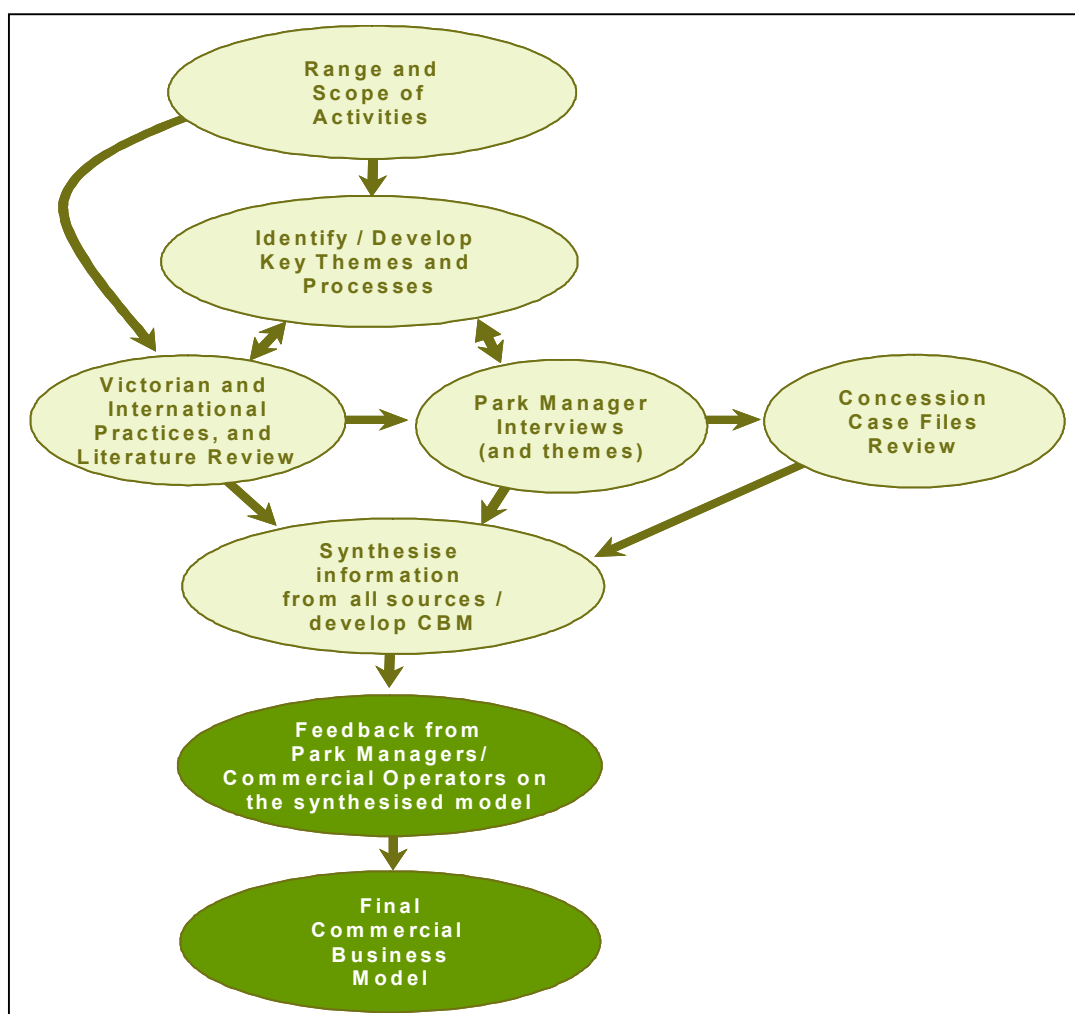 Range and
Scope of
Activities
Identify / Develop
Key Themes and
Processes
Victorian and
International
Practices, and
Literature Review
Park Manager
Interviews
(and themes)
Concession
Case Files
Review
Synthesise
information
from all sources /
develop CBM
Feedback from
Park Managers/
Commercial Operators on
the synthesised model
Final
Commercial
Business
Model